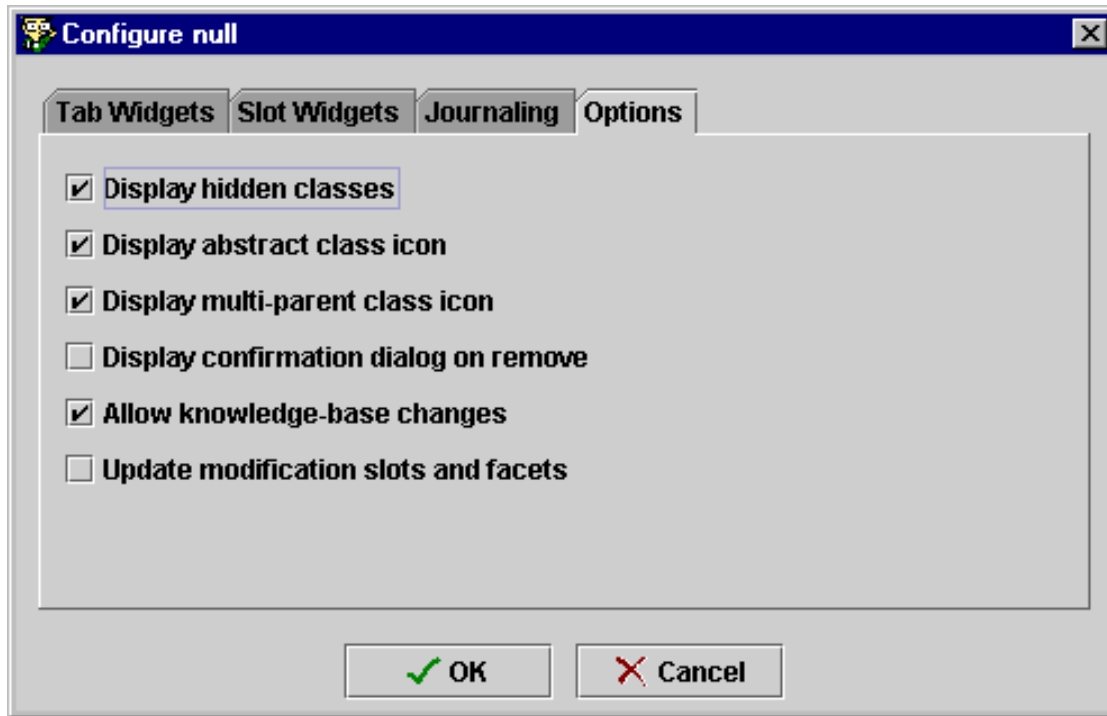 Configure null
Tab Widgets Slot Widgets Journaling Options
Display hidden classes
Display abstract class icon
Display multi-parent class icon
Display confirmation dialog on remove
Allow knowledge-base changes
Update modification slots and facets
OK Cancel